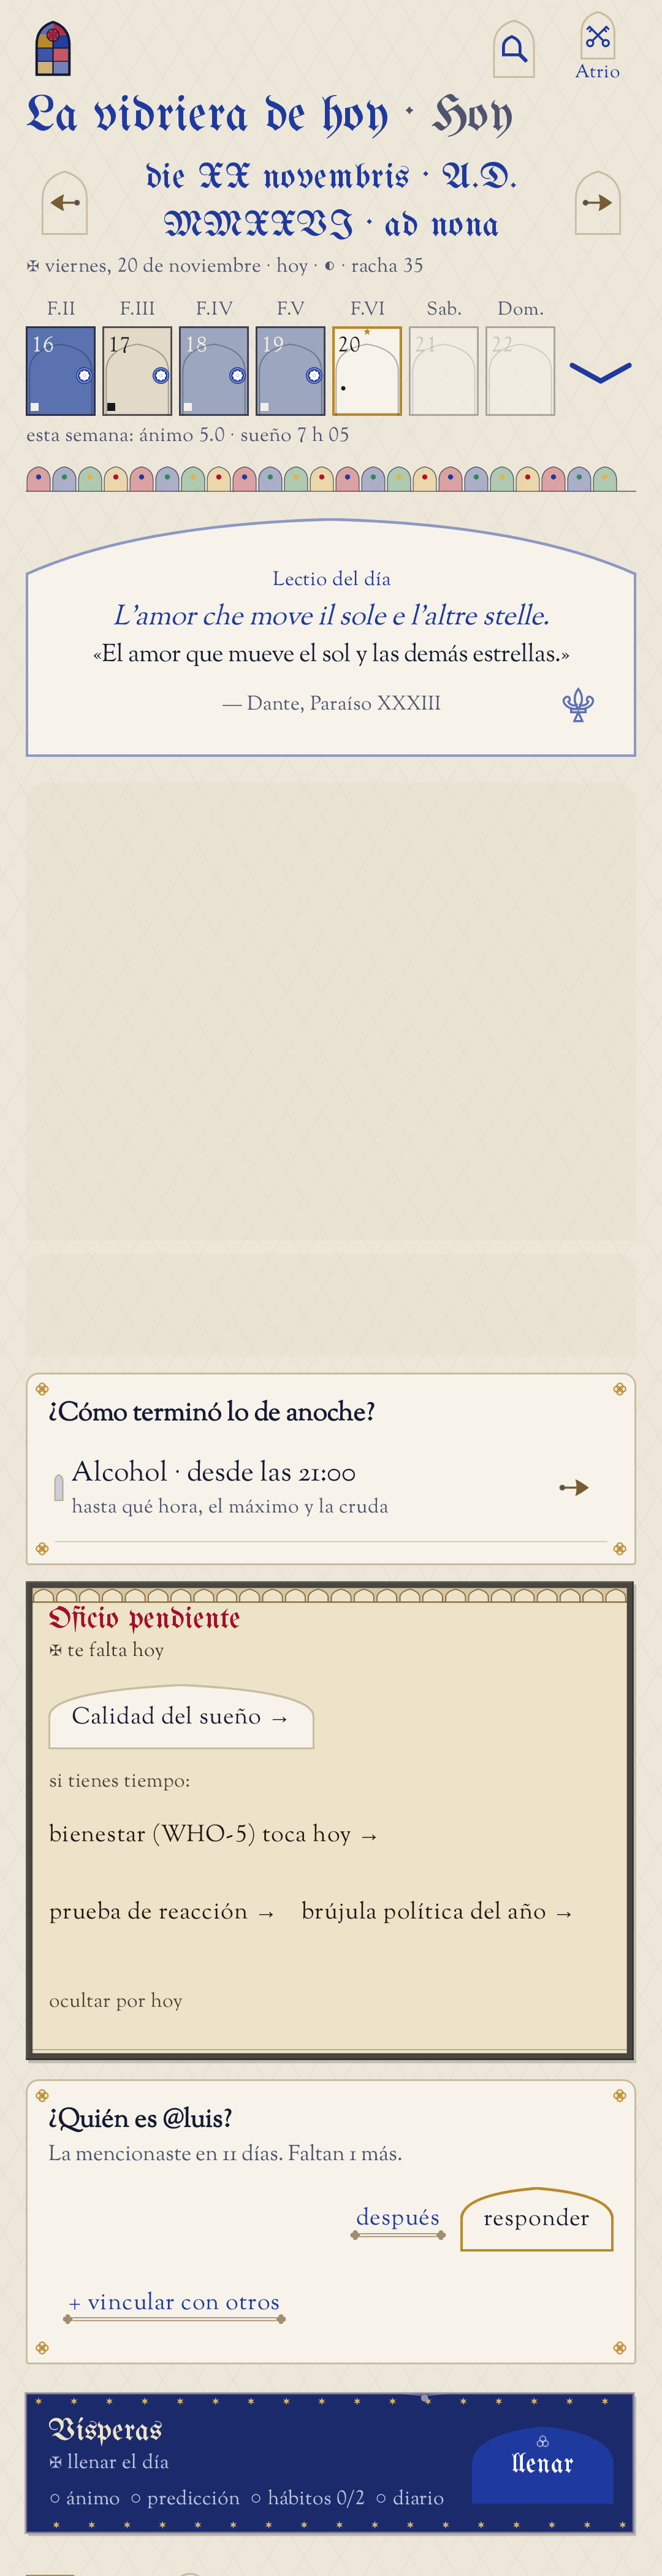 Atrio
La vidriera de hoy · Hoy
die XX novembris · A.D.
MMXXVI · ad nona
✠ viernes, 20 de noviembre · hoy · ◐ · racha 35
F.II F.III F.IV F.V F.VI Sab. Dom.
16 17 18 19 20 21 22
esta semana: ánimo 5.0 · sueño 7 h 05
Lectio del día
L'amor che move il sole e l'altre stelle.
«El amor que mueve el sol y las demás estrellas.»
— Dante, Paraíso XXXIII
¿Cómo terminó lo de anoche?
Alcohol · desde las 21:00
hasta qué hora, el máximo y la cruda
Oficio pendiente
✠ te falta hoy
Calidad del sueño →
si tienes tiempo:
bienestar (WHO-5) toca hoy →
prueba de reacción → brújula política del año →
ocultar por hoy
¿Quién es @luis?
La mencionaste en 11 días. Faltan 1 más.
después responder
+ vincular con otros
Vísperas
✠ llenar el día
llenar
○ ánimo ○ predicción ○ hábitos 0/2 ○ diario